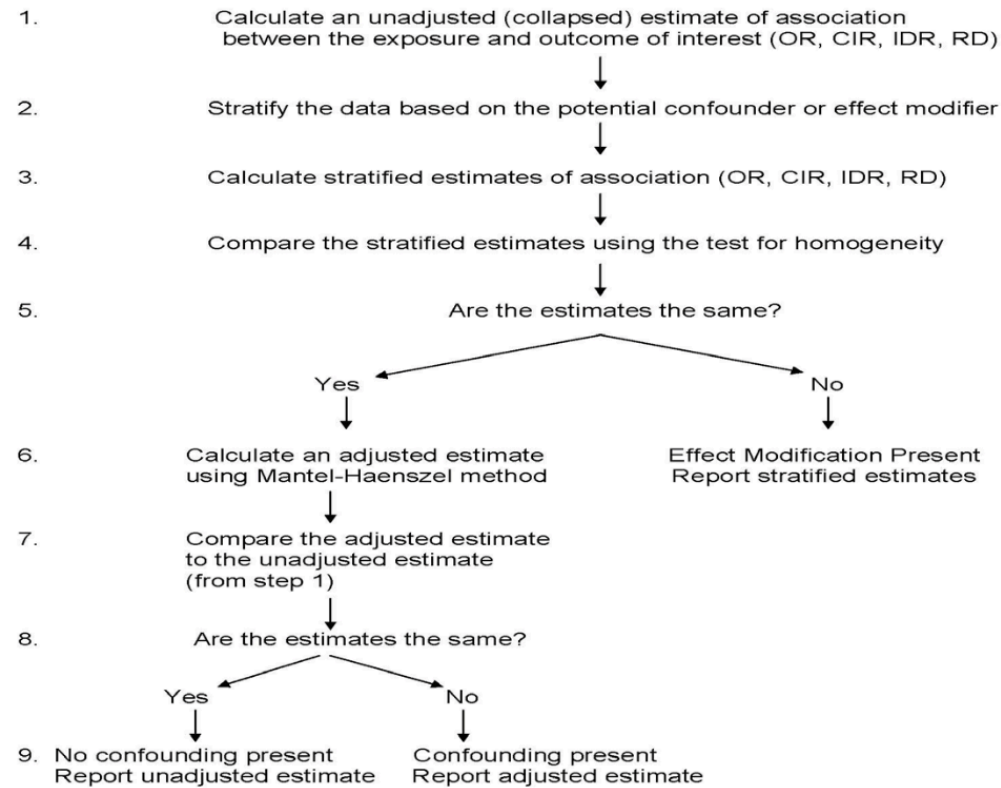 1. Calculate an unadjusted (collapsed) estimate of association
between the exposure and outcome of interest (OR, CIR, IDR, RD)
2. Stratify the data based on the potential confounder or effect modifier
3. Calculate stratified estimates of association (OR, CIR, IDR, RD)
4. Compare the stratified estimates using the test for homogeneity
5. Are the estimates the same?
Yes No
6. Calculate an adjusted estimate Effect Modification Present
using Mantel-Haenszel method Report stratified estimates
7. Compare the adjusted estimate
to the unadjusted estimate
(from step 1)
8. Are the estimates the same?
Yes No
9. No confounding present Confounding present
Report unadjusted estimate Report adjusted estimate